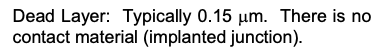 Dead Layer:  Typically 0.15 μm.  There is no
contact material (implanted junction).